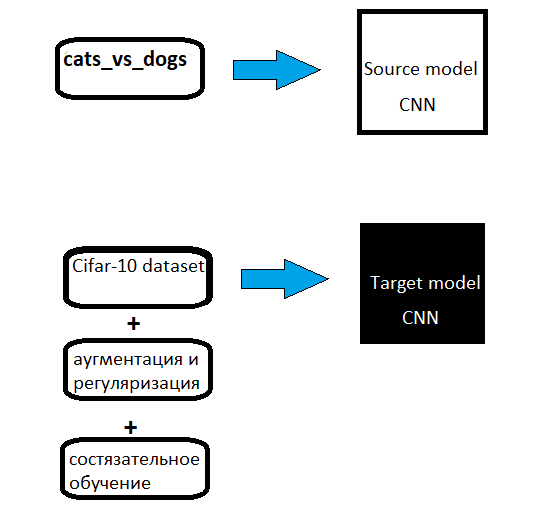 cats_vs_dogs
Source model
CNN
Cifar-10 dataset
Target model
CNN
+
аугментация и
регуляризация
+
состязательное
обучение